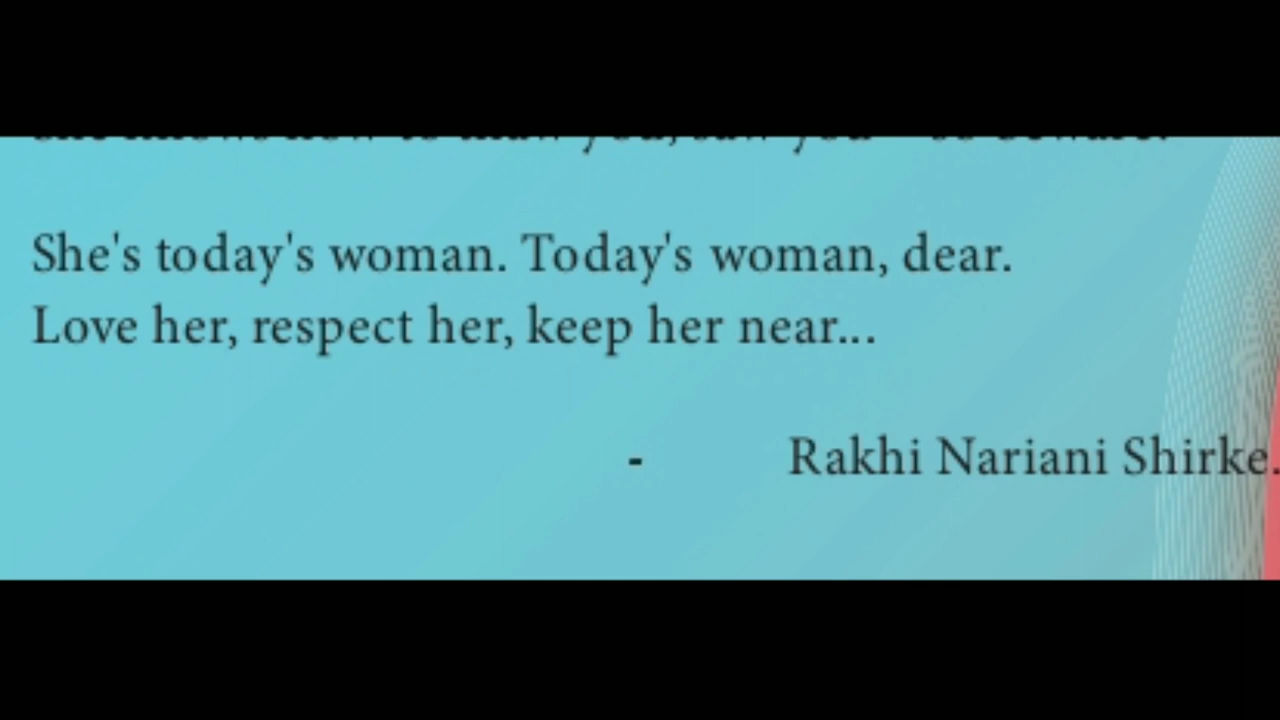 She's today's woman. Today's woman, dear.
Love her, respect her, keep her near...
- Rakhi Nariani Shirke.